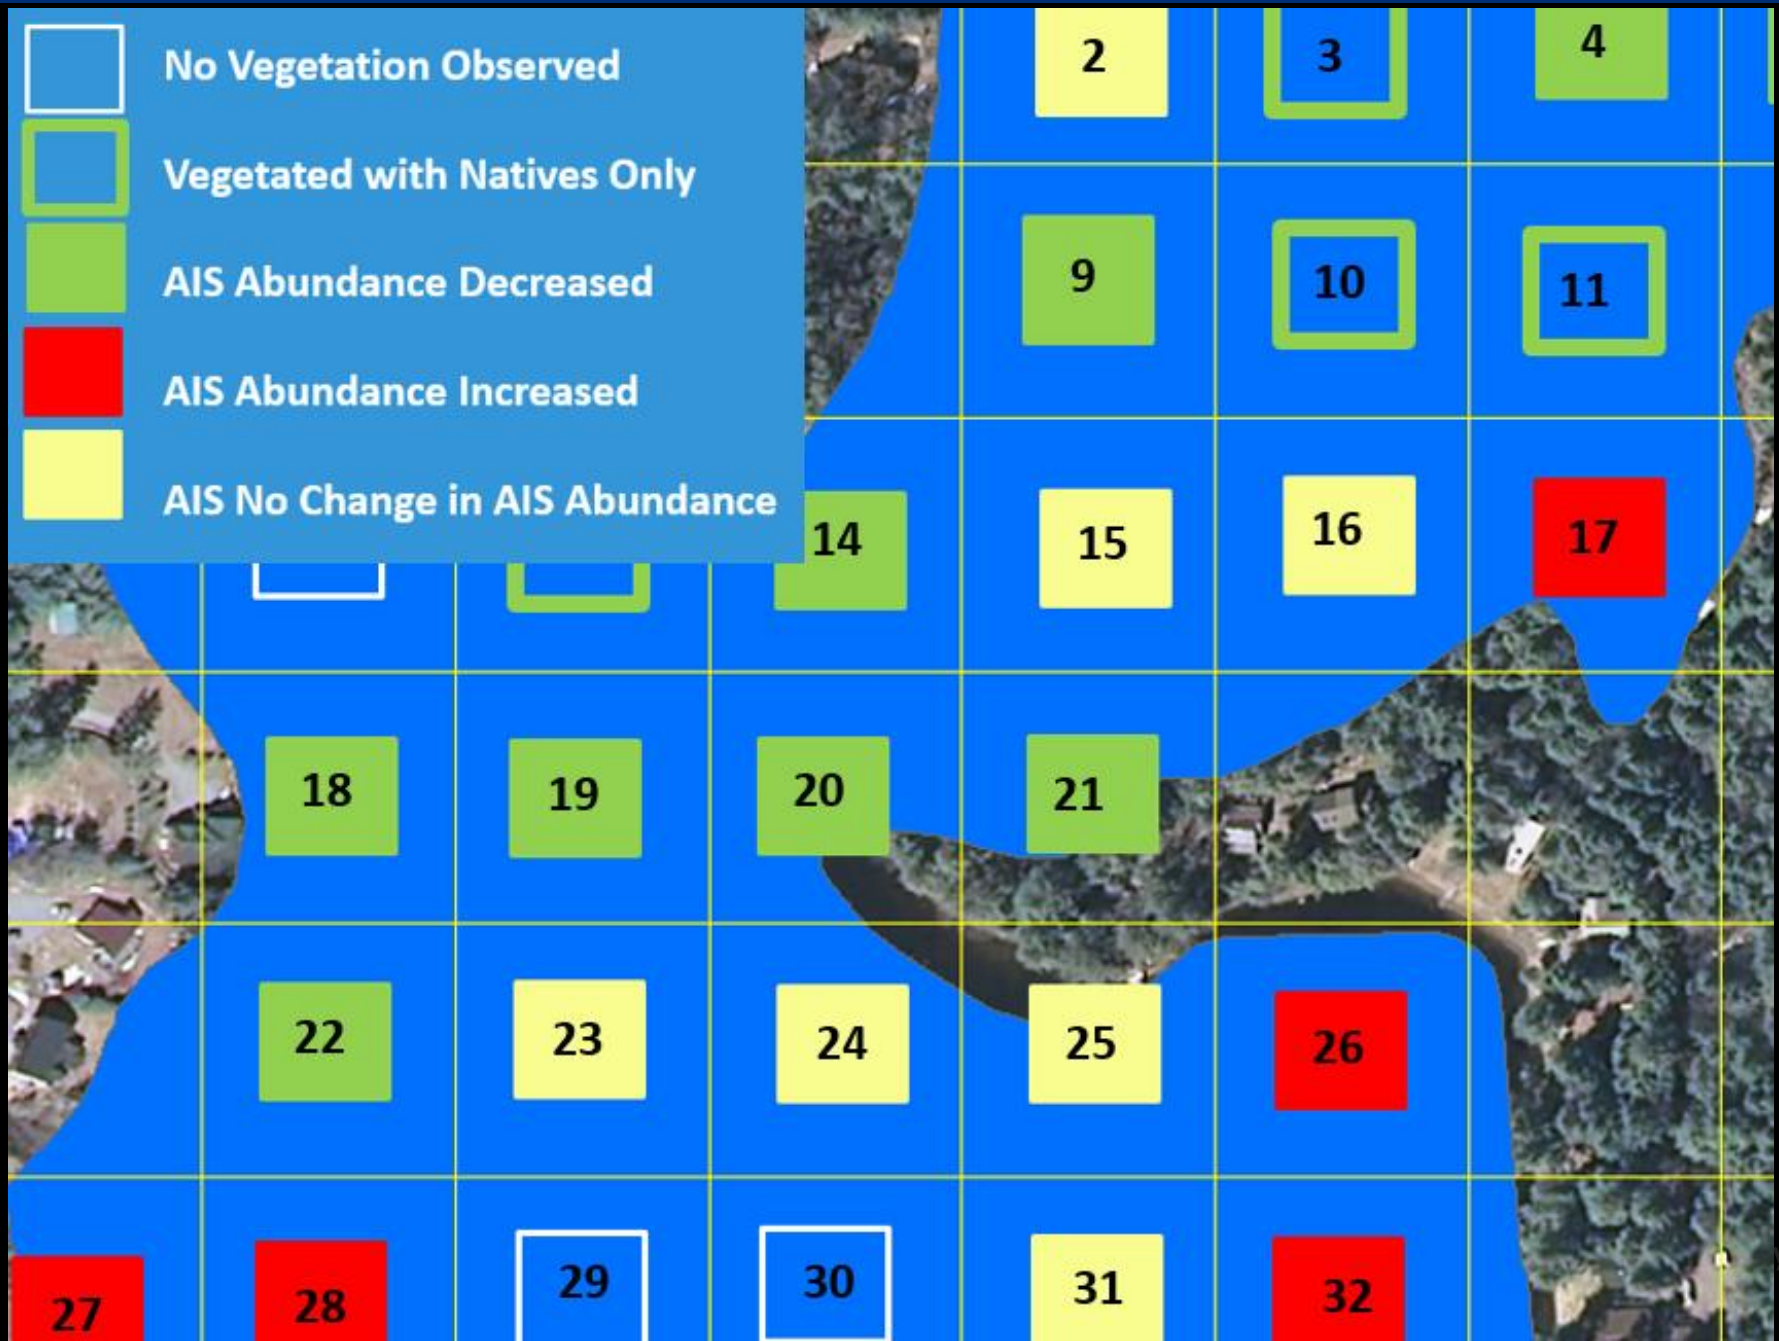 No Vegetation Observed
Vegetated with Natives Only
AIS Abundance Decreased
AIS Abundance Increased
AIS No Change in AIS Abundance
2 3 4
9 10 11
14 15 16 17
18 19 20 21
22 23 24 25 26
27 28 29 30 31 32